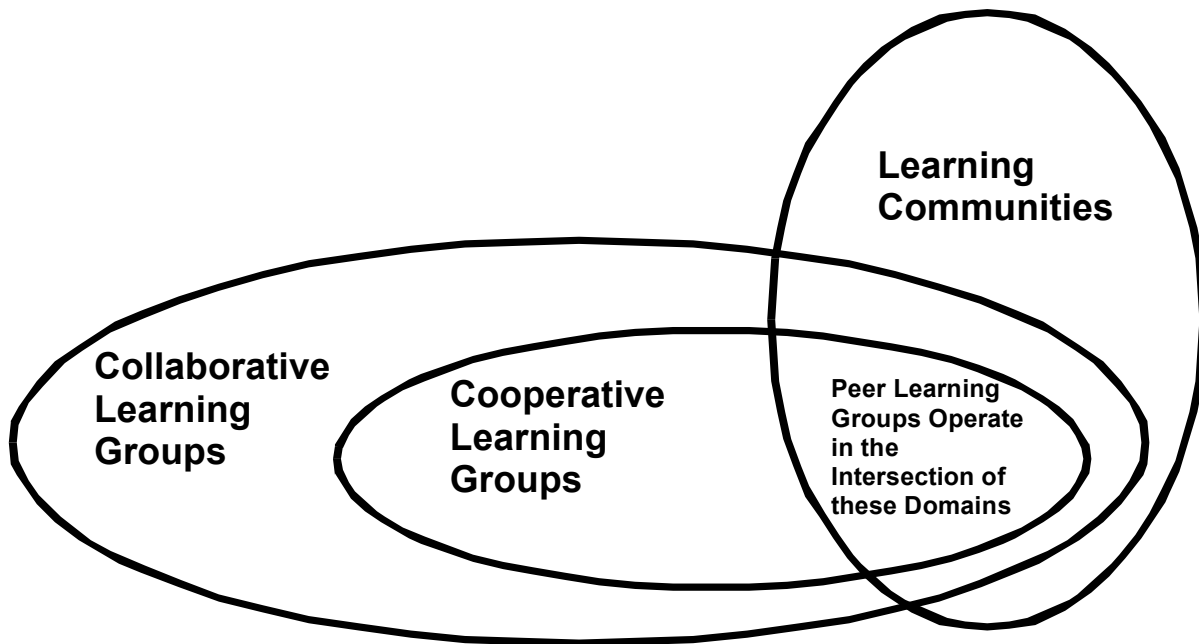 Learning
Communities
Collaborative
Learning
Groups
Cooperative
Learning
Groups
Peer Learning
Groups Operate
in the
Intersection of
these Domains